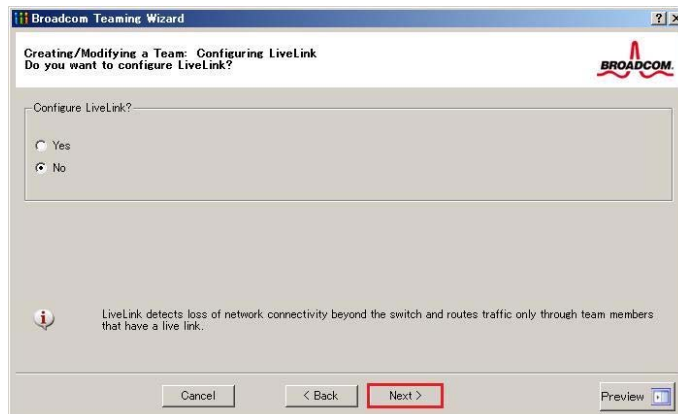 Broadcom Teaming Wizard
Creating/Modifying a Team: Configuring LiveLink
Do you want to configure LiveLink?
BROADCOM.
Configure LiveLink?
Yes
No
LiveLink detects loss of network connectivity beyond the switch and routes traffic only through team members
that have a live link.
Cancel
< Back
Next >
Preview